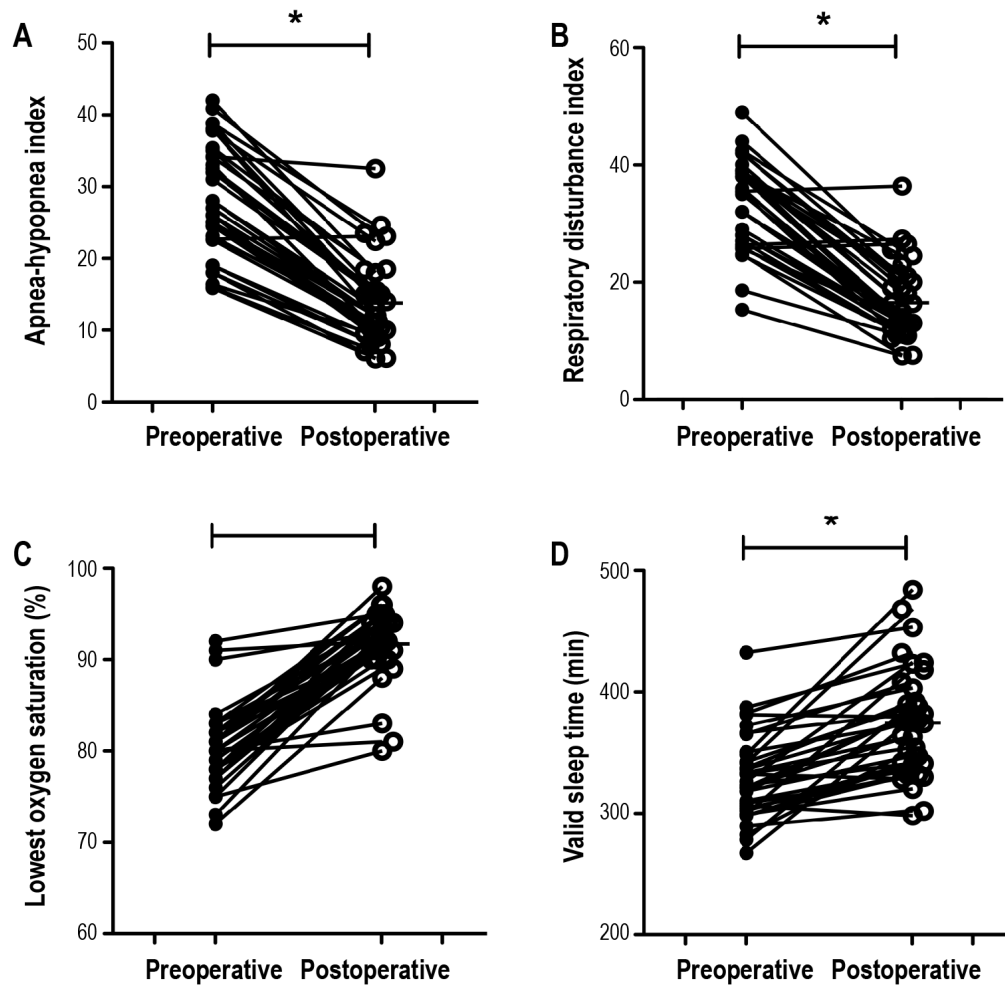 A
*
Apnea-hypopnea index
50
40
30
20
10
0
Preoperative Postoperative
B
*
Respiratory disturbance index
60
40
20
0
Preoperative Postoperative
C
Lowest oxygen saturation (%)
100
90
80
70
60
Preoperative Postoperative
D
*
Valid sleep time (min)
500
400
300
200
Preoperative Postoperative